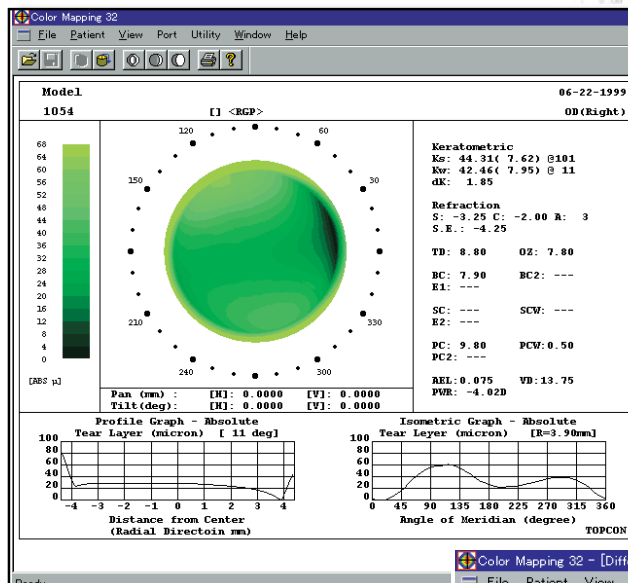 Color Mapping 32
File Patient View Port Utility Window Help
Model
06-22-1999
1054
[] <RGP>
OD(Right)
68
64
60
56
52
48
44
40
36
32
28
24
20
16
12
8
4
0
[ABS µ]
120
60
150
30
210
330
240
300
Keratometric
Ks: 44.31( 7.62) @101
Kw: 42.46( 7.95) @ 11
dK: 1.85
Refraction
S: -3.25 C: -2.00 A: 3
S.E.: -4.25
TD: 8.80 OZ: 7.80
BC: 7.90 BC2: ---
E1: ---
SC: --- SCW: ---
E2: ---
PC: 9.80 PCW:0.50
PC2: ---
AEL:0.075 VD:13.75
PWR: -4.02D
Pan (mm) : [H]: 0.0000 [V]: 0.0000
Tilt(deg): [H]: 0.0000 [V]: 0.0000
Profile Graph - Absolute
Tear Layer (micron) [ 11 deg]
100
80
60
40
20
0
-4 -3 -2 -1 0 1 2 3 4
Distance from Center
(Radial Directoin mm)
Isometric Graph - Absolute
Tear Leyer (micron) [R=3.90mm]
100
80
60
40
20
0
0 45 90 135 180 225 270 315 360
Angle of Meridian (degree)
TOPCON
Color Mapping 32 - [Diff
File Patient View